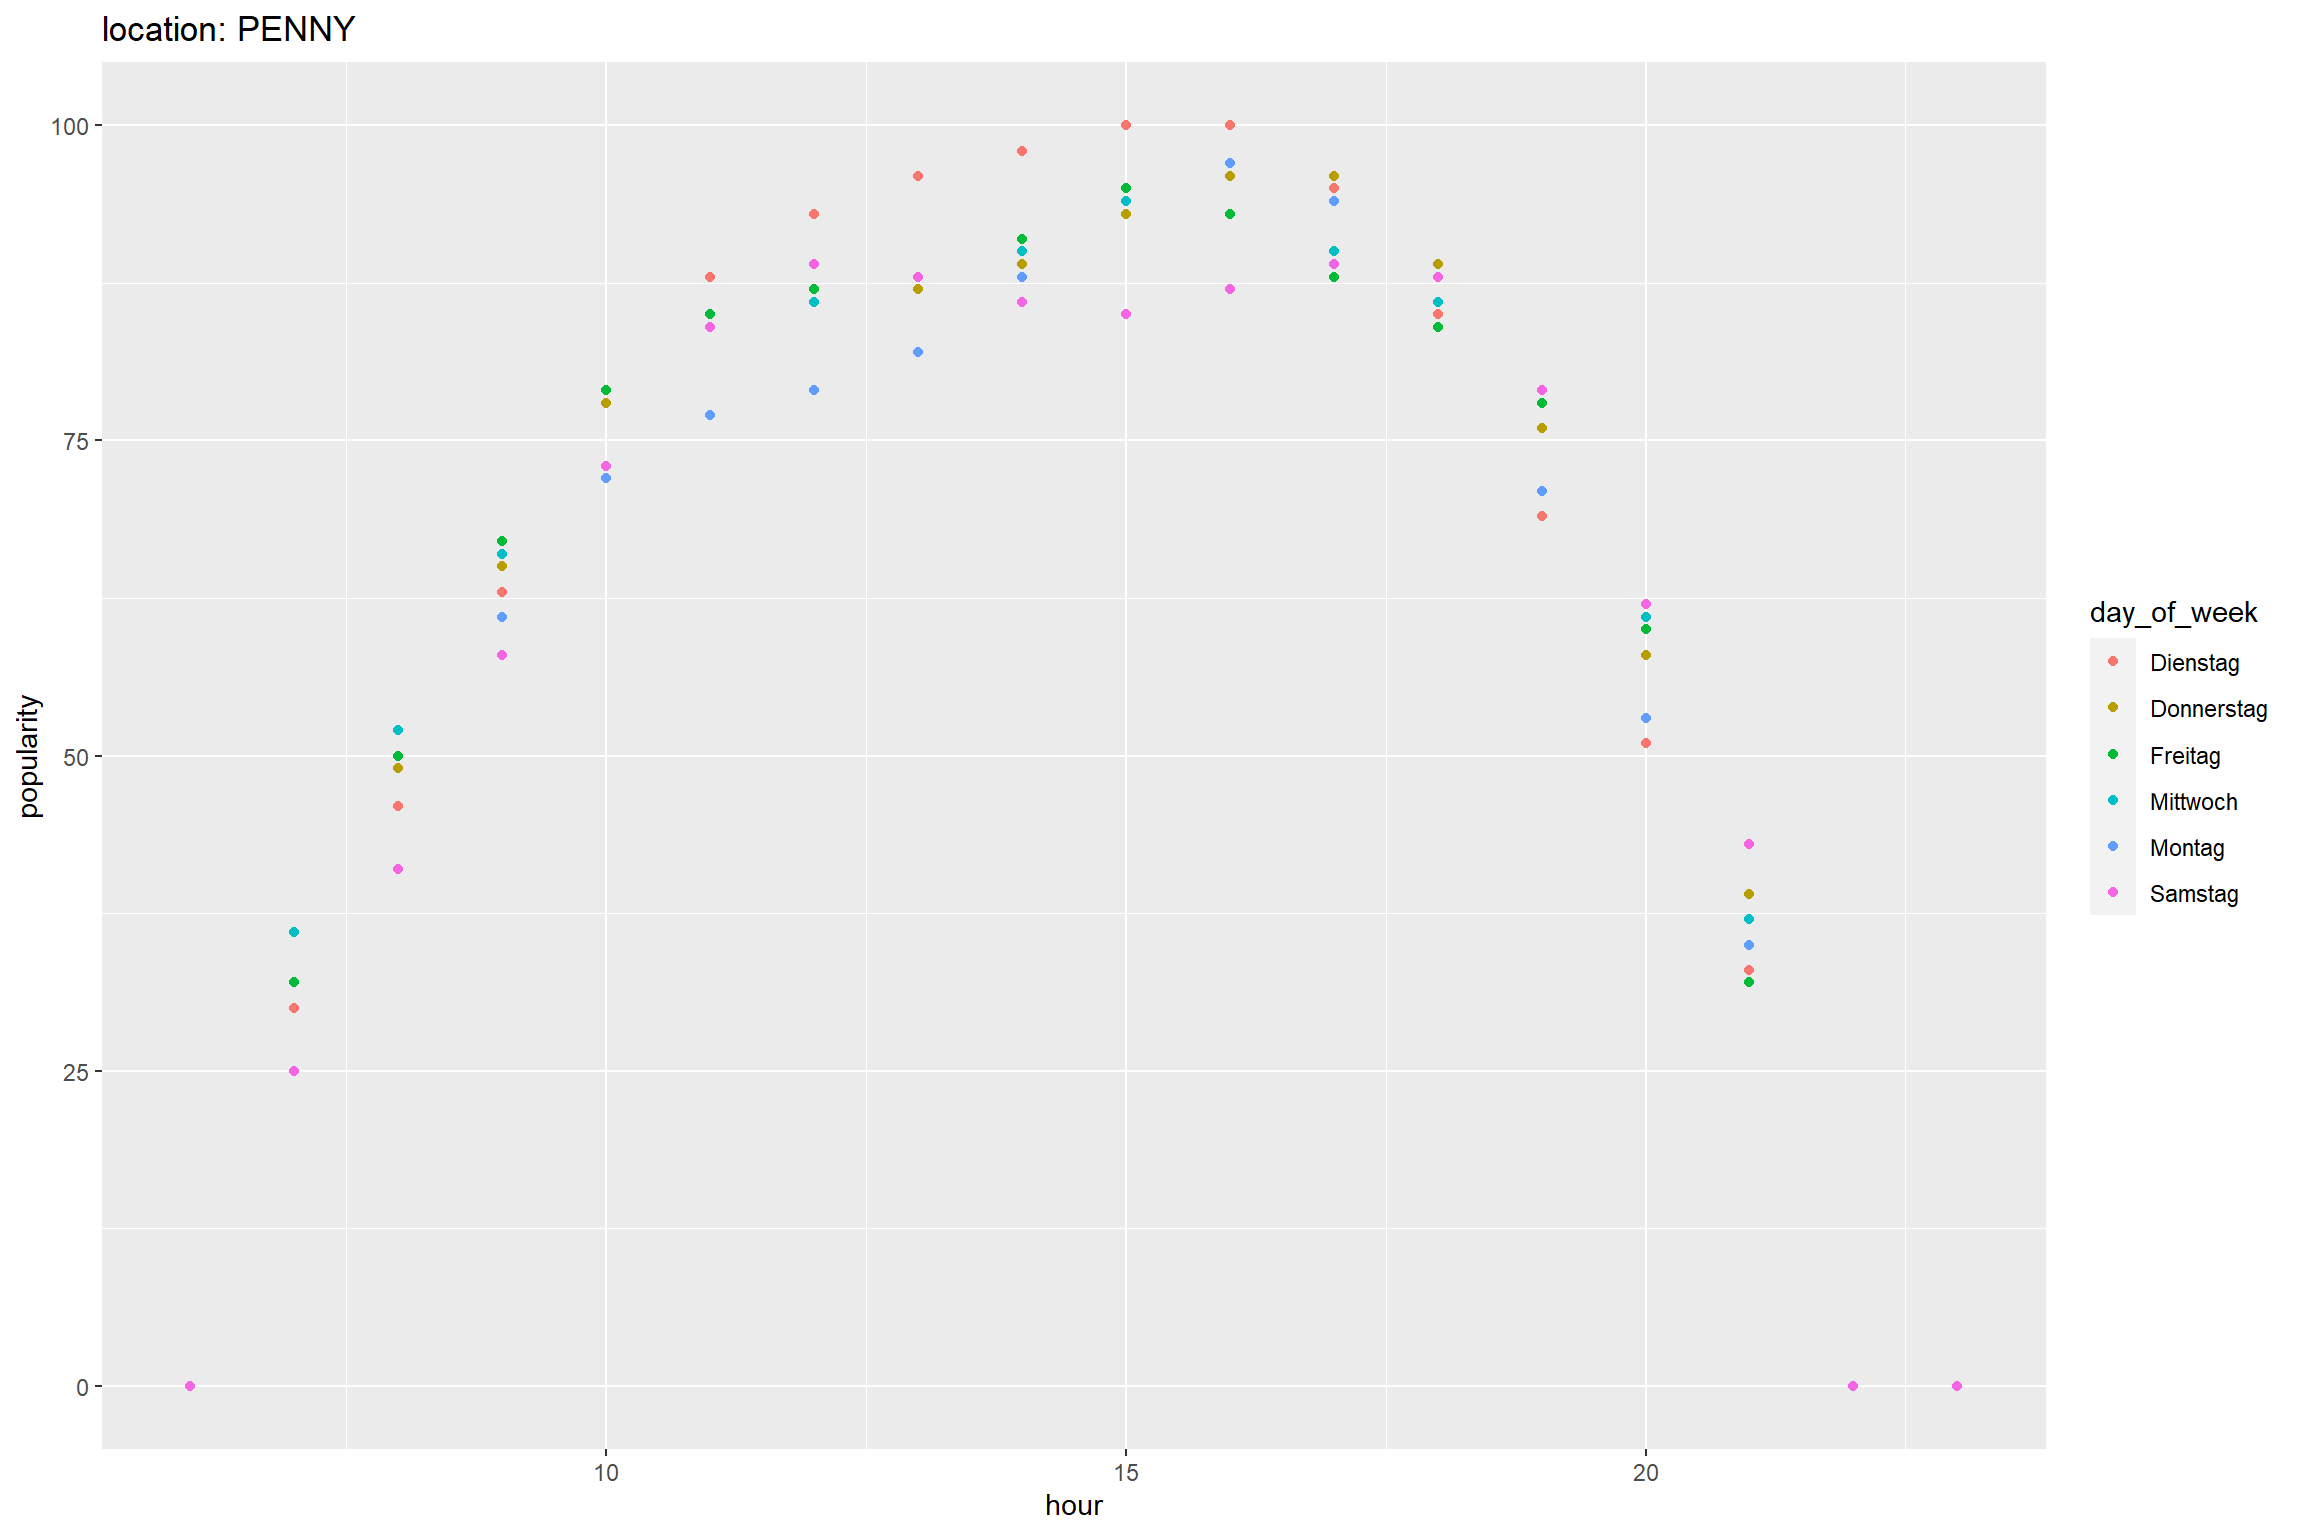 location: PENNY
100
75
50
25
0
popularity
10
15
20
hour
day_of_week
Dienstag
Donnerstag
Freitag
Mittwoch
Montag
Samstag